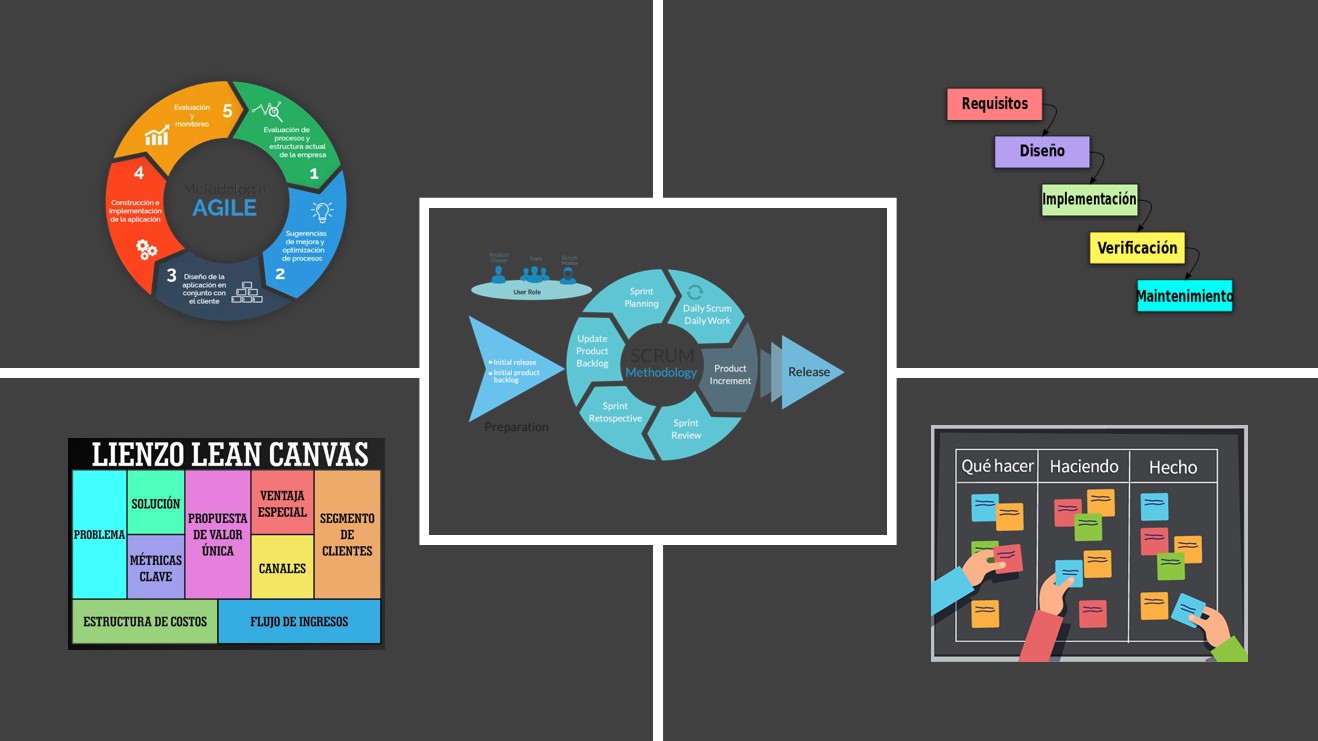 Metodología
AGILE
Evaluación
y
monitoreo
5
Evaluación de
procesos y
estructura actual
de la empresa
1
Sugerencias
de mejora y
optimización
de procesos
2
3
Diseño de la
aplicación en
conjunto con
el cliente
4
Construcción e
implementación
de la aplicación
Requisitos
Diseño
Implementación
Verificación
Mantenimiento
Product
Owner
Team
Scrum
Master
User Role
Initial release
Initial product
backlog
Preparation
Sprint
Planning
Daily Scrum
Daily Work
Update
Product
Backlog
SCRUM
Methodology
Product
Increment
Release
Sprint
Retospective
Sprint
Review
LIENZO LEAN CANVAS
PROBLEMA
SOLUCIÓN
MÉTRICAS
CLAVE
PROPUESTA
DE VALOR
ÚNICA
VENTAJA
ESPECIAL
CANALES
SEGMENTO
DE
CLIENTES
ESTRUCTURA DE COSTOS
FLUJO DE INGRESOS
Qué hacer
Haciendo
Hecho